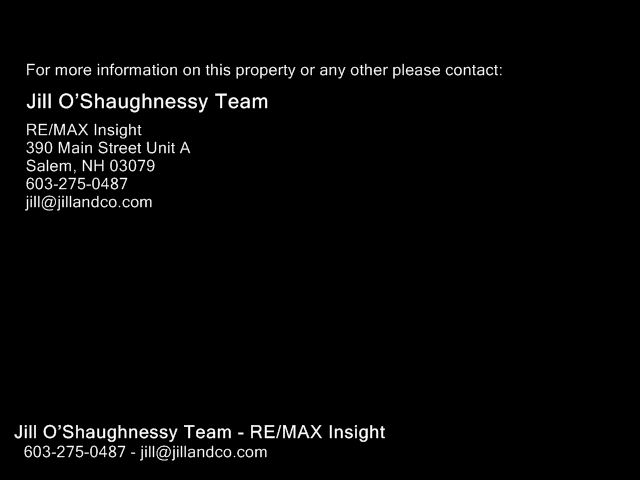 For more information on this property or any other please contact:
Jill O'Shaughnessy Team
RE/MAX Insight
390 Main Street Unit A
Salem, NH 03079
603-275-0487
jill@jillandco.com
Jill O'Shaughnessy Team - RE/MAX Insight
603-275-0487 - jill@jillandco.com